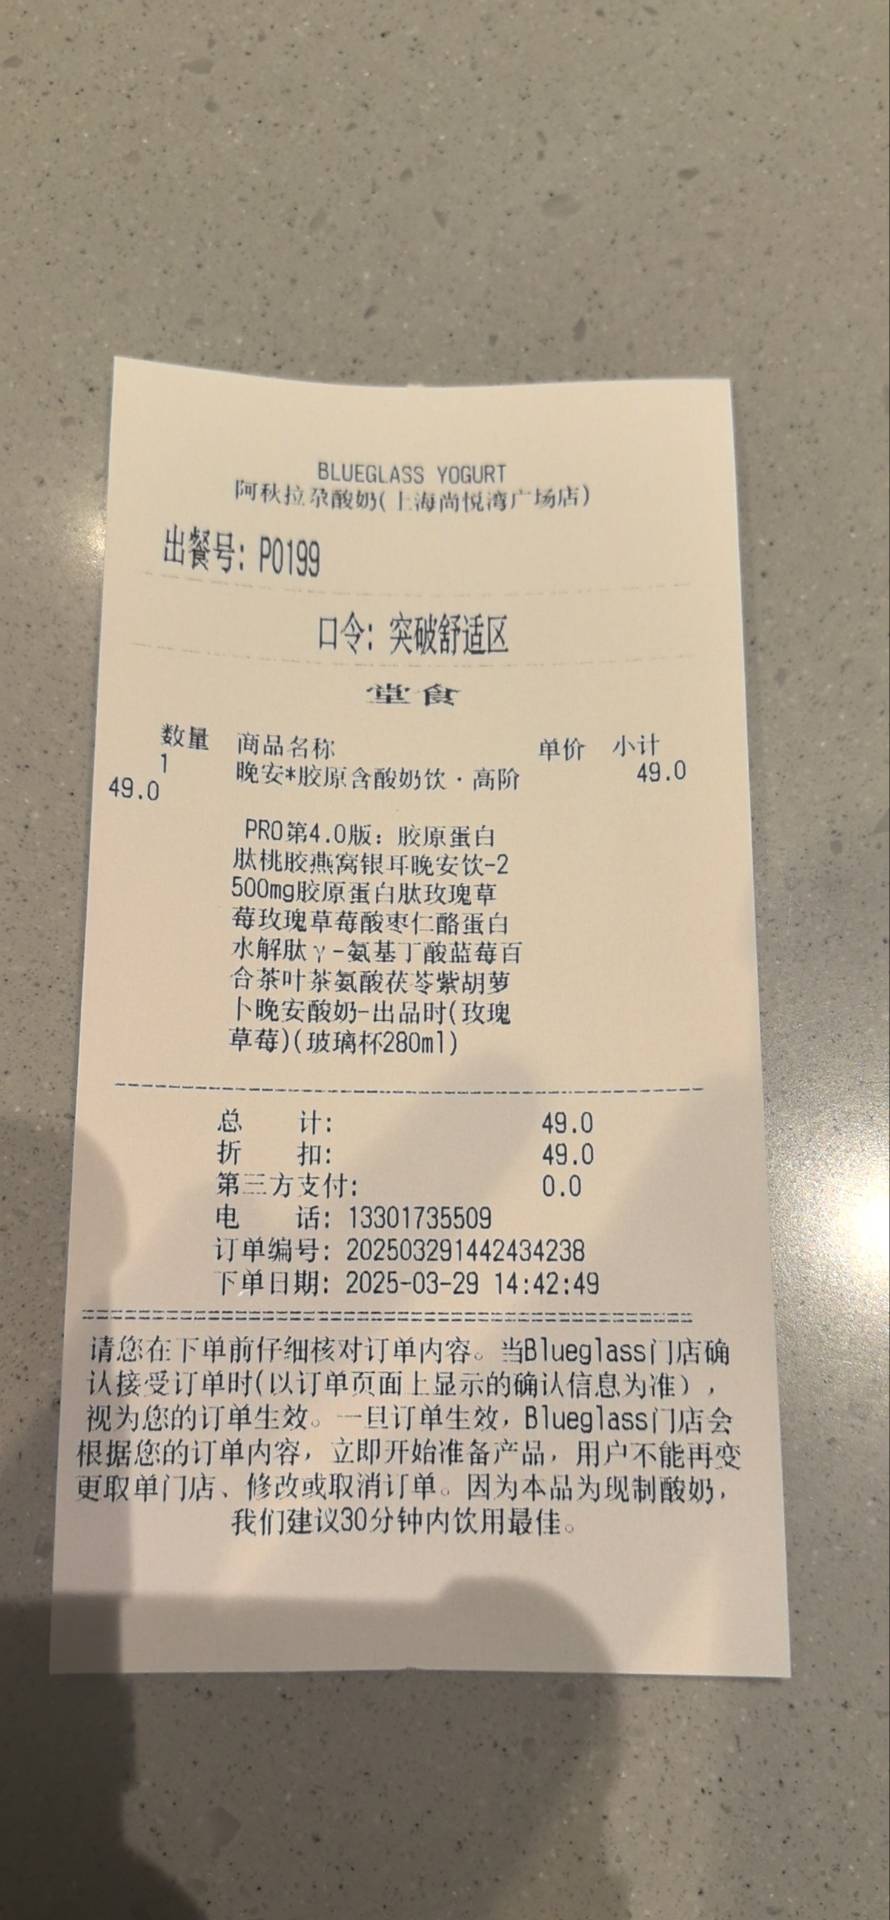 BLUEGLASS YOGURT
阿秋拉尕酸奶(上海尚悦湾广场店)
出餐号: P0199
口令: 突破舒适区
堂食
数量 商品名称 单价 小计
1 晚安*胶原含酸奶饮·高阶 49.0
49.0
PRO第4.0版: 胶原蛋白
肽桃胶燕窝银耳晚安饮-2
500mg胶原蛋白肽玫瑰草
莓玫瑰草莓酸枣仁酪蛋白
水解肽γ-氨基丁酸蓝莓百
合茶叶茶氨酸茯苓紫胡萝
卜晚安酸奶-出品时(玫瑰
草莓)(玻璃杯280ml)
总 计: 49.0
折 扣: 49.0
第三方支付: 0.0
电 话: 13301735509
订单编号: 202503291442434238
下单日期: 2025-03-29 14:42:49
请您在下单前仔细核对订单内容。当Blueglass门店确
认接受订单时(以订单页面上显示的确认信息为准),
视为您的订单生效。一旦订单生效, Blueglass门店会
根据您的订单内容, 立即开始准备产品, 用户不能再变
更取单门店、修改或取消订单。因为本品为现制酸奶,
我们建议30分钟内饮用最佳。